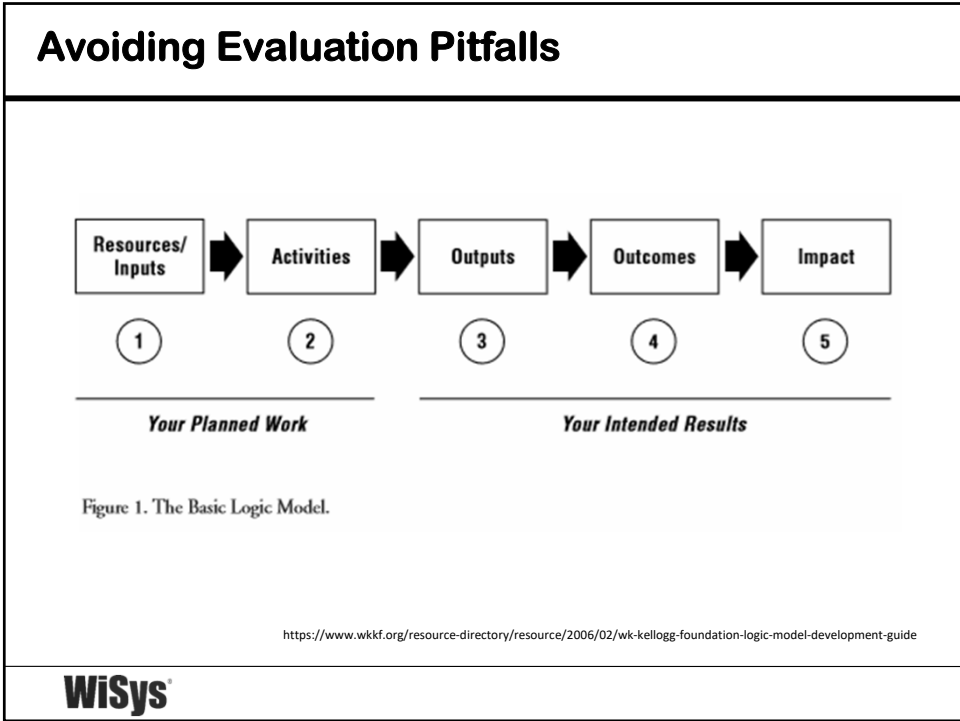 Avoiding Evaluation Pitfalls
Resources/
Inputs
Activities
Outputs
Outcomes
Impact
1
2
3
4
5
Your Planned Work
Your Intended Results
Figure 1. The Basic Logic Model.
https://www.wkkf.org/resource-directory/resource/2006/02/wk-kellogg-foundation-logic-model-development-guide
WiSys